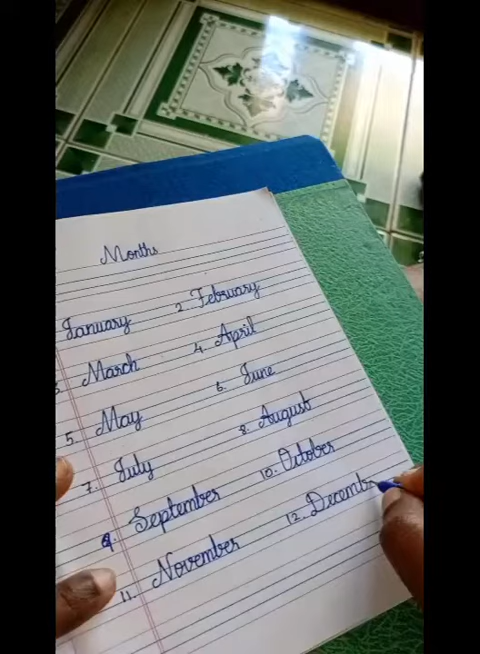 Months
January 2. February
3. March 4. April
5. May 6. June
7. July 8. August
9. September 10. October
11. November 12. Decemb